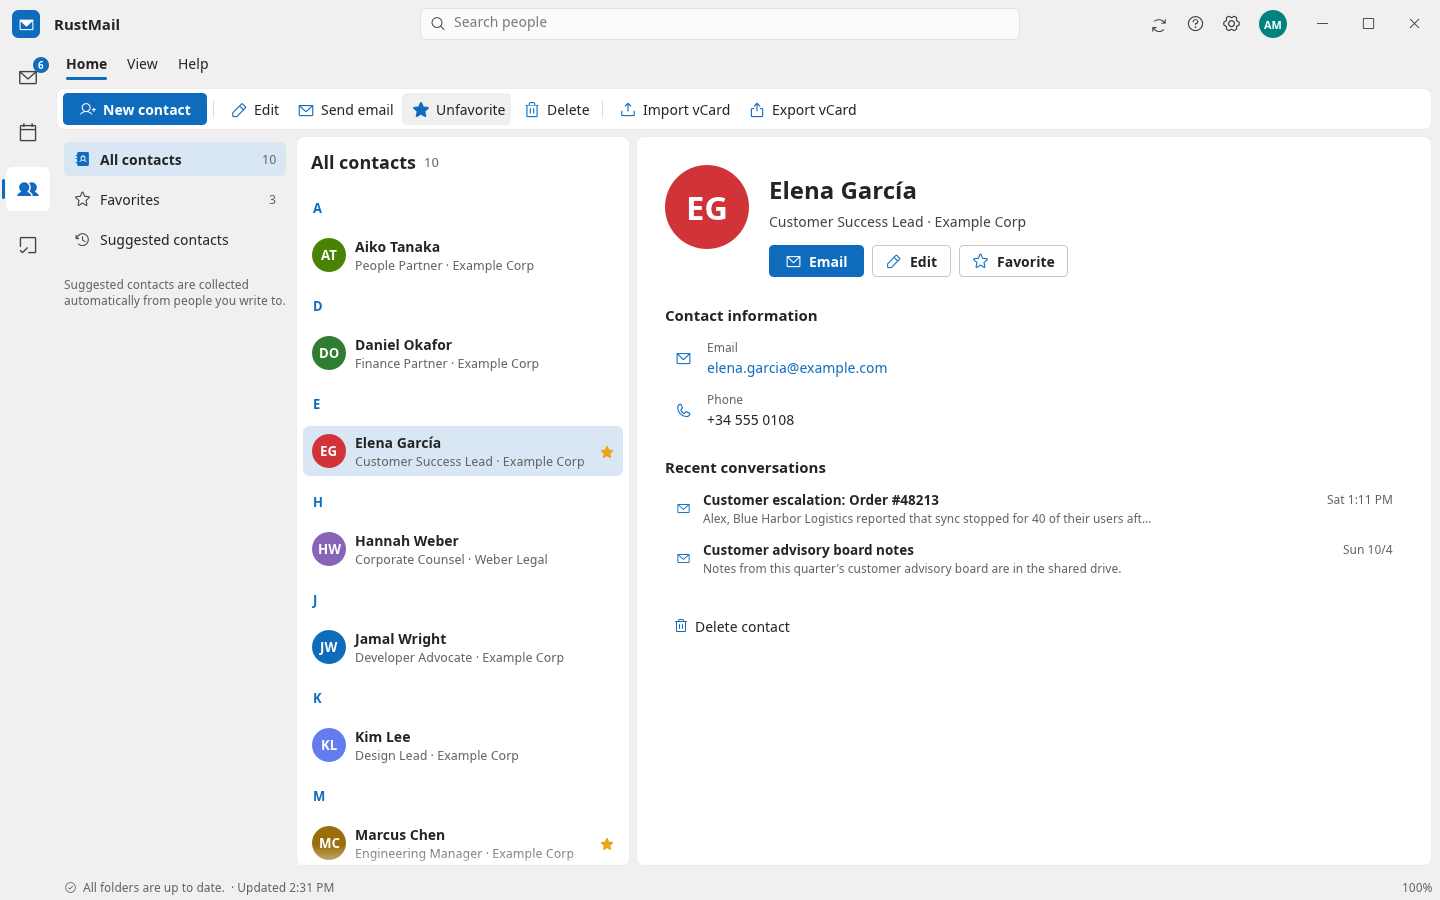 RustMail
Search people
AM
6
Home View Help
New contact Edit Send email Unfavorite Delete Import vCard Export vCard
All contacts 10
Favorites 3
Suggested contacts
Suggested contacts are collected
automatically from people you write to.
All contacts 10
A
AT
Aiko Tanaka
People Partner · Example Corp
D
DO
Daniel Okafor
Finance Partner · Example Corp
E
EG
Elena García
Customer Success Lead · Example Corp
H
HW
Hannah Weber
Corporate Counsel · Weber Legal
J
JW
Jamal Wright
Developer Advocate · Example Corp
K
KL
Kim Lee
Design Lead · Example Corp
M
MC
Marcus Chen
Engineering Manager · Example Corp
EG
Elena García
Customer Success Lead · Example Corp
Email Edit Favorite
Contact information
Email
elena.garcia@example.com
Phone
+34 555 0108
Recent conversations
Customer escalation: Order #48213 Sat 1:11 PM
Alex, Blue Harbor Logistics reported that sync stopped for 40 of their users aft...
Customer advisory board notes Sun 10/4
Notes from this quarter's customer advisory board are in the shared drive.
Delete contact
All folders are up to date. · Updated 2:31 PM
100%